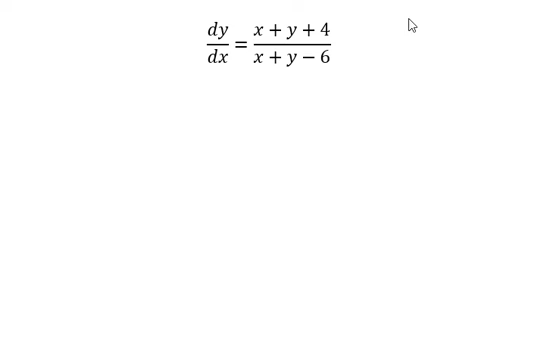 dy/dx = (x + y + 4)/(x + y − 6)